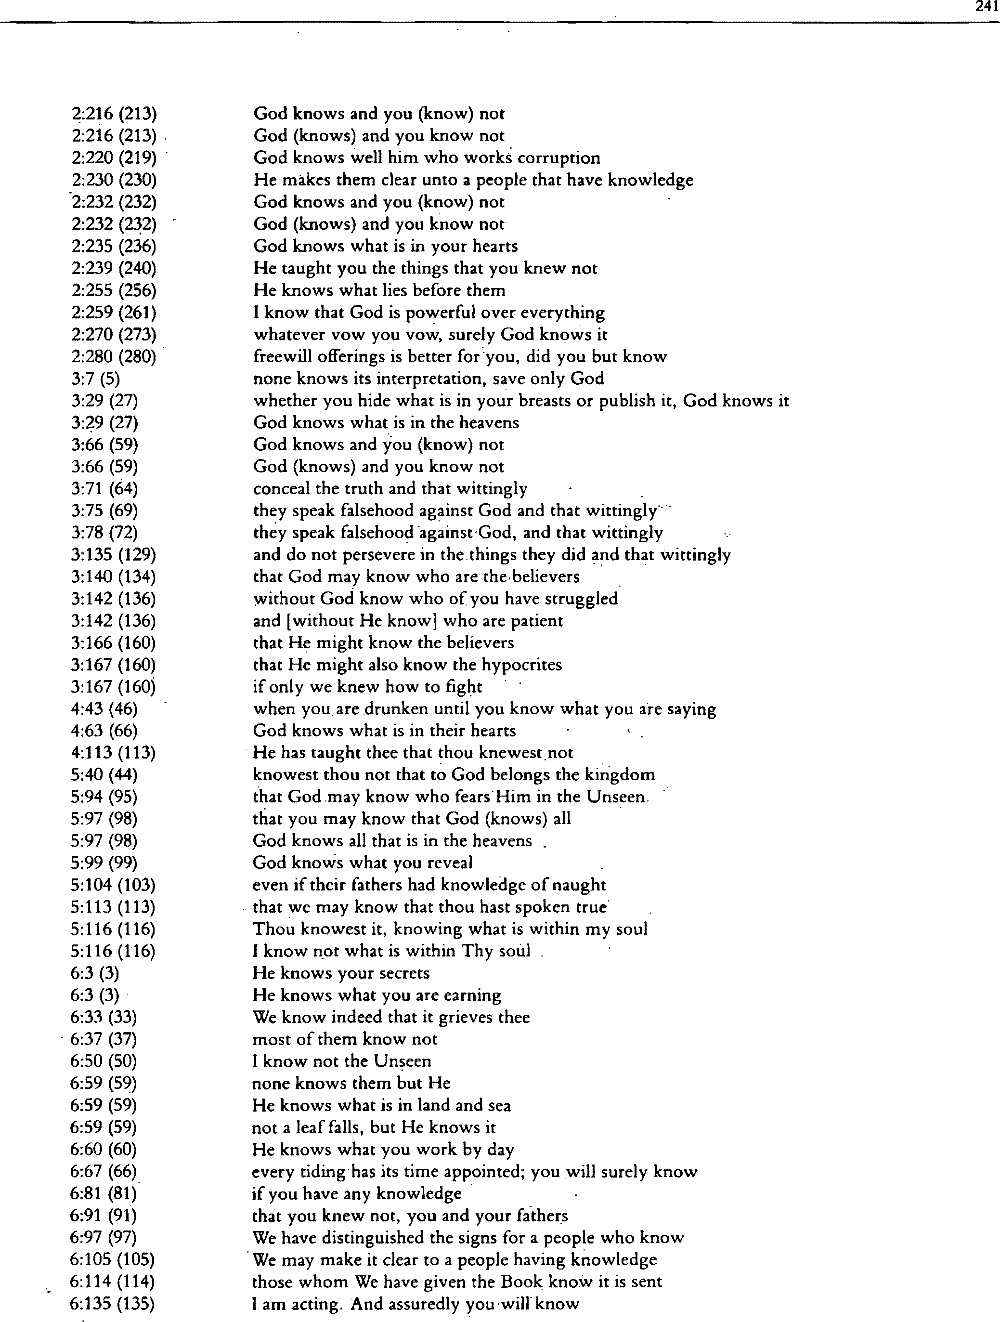 241
2:216 (213) God knows and you (know) not
2:216 (213) God (knows) and you know not
2:220 (219) God knows well him who works corruption
2:230 (230) He makes them clear unto a people that have knowledge
2:232 (232) God knows and you (know) not
2:232 (232) God (knows) and you know not
2:235 (236) God knows what is in your hearts
2:239 (240) He taught you the things that you knew not
2:255 (256) He knows what lies before them
2:259 (261) I know that God is powerful over everything
2:270 (273) whatever vow you vow, surely God knows it
2:280 (280) freewill offerings is better for you, did you but know
3:7 (5) none knows its interpretation, save only God
3:29 (27) whether you hide what is in your breasts or publish it, God knows it
3:29 (27) God knows what is in the heavens
3:66 (59) God knows and you (know) not
3:66 (59) God (knows) and you know not
3:71 (64) conceal the truth and that wittingly
3:75 (69) they speak falsehood against God and that wittingly
3:78 (72) they speak falsehood against God, and that wittingly
3:135 (129) and do not persevere in the things they did and that wittingly
3:140 (134) that God may know who are the believers
3:142 (136) without God know who of you have struggled
3:142 (136) and [without He know] who are patient
3:166 (160) that He might know the believers
3:167 (160) that He might also know the hypocrites
3:167 (160) if only we knew how to fight
4:43 (46) when you are drunken until you know what you are saying
4:63 (66) God knows what is in their hearts
4:113 (113) He has taught thee that thou knewest not
5:40 (44) knowest thou not that to God belongs the kingdom
5:94 (95) that God may know who fears Him in the Unseen
5:97 (98) that you may know that God (knows) all
5:97 (98) God knows all that is in the heavens
5:99 (99) God knows what you reveal
5:104 (103) even if their fathers had knowledge of naught
5:113 (113) that we may know that thou hast spoken true
5:116 (116) Thou knowest it, knowing what is within my soul
5:116 (116) I know not what is within Thy soul
6:3 (3) He knows your secrets
6:3 (3) He knows what you are earning
6:33 (33) We know indeed that it grieves thee
6:37 (37) most of them know not
6:50 (50) I know not the Unseen
6:59 (59) none knows them but He
6:59 (59) He knows what is in land and sea
6:59 (59) not a leaf falls, but He knows it
6:60 (60) He knows what you work by day
6:67 (66) every tiding has its time appointed; you will surely know
6:81 (81) if you have any knowledge
6:91 (91) that you knew not, you and your fathers
6:97 (97) We have distinguished the signs for a people who know
6:105 (105) We may make it clear to a people having knowledge
6:114 (114) those whom We have given the Book know it is sent
6:135 (135) I am acting. And assuredly you will know